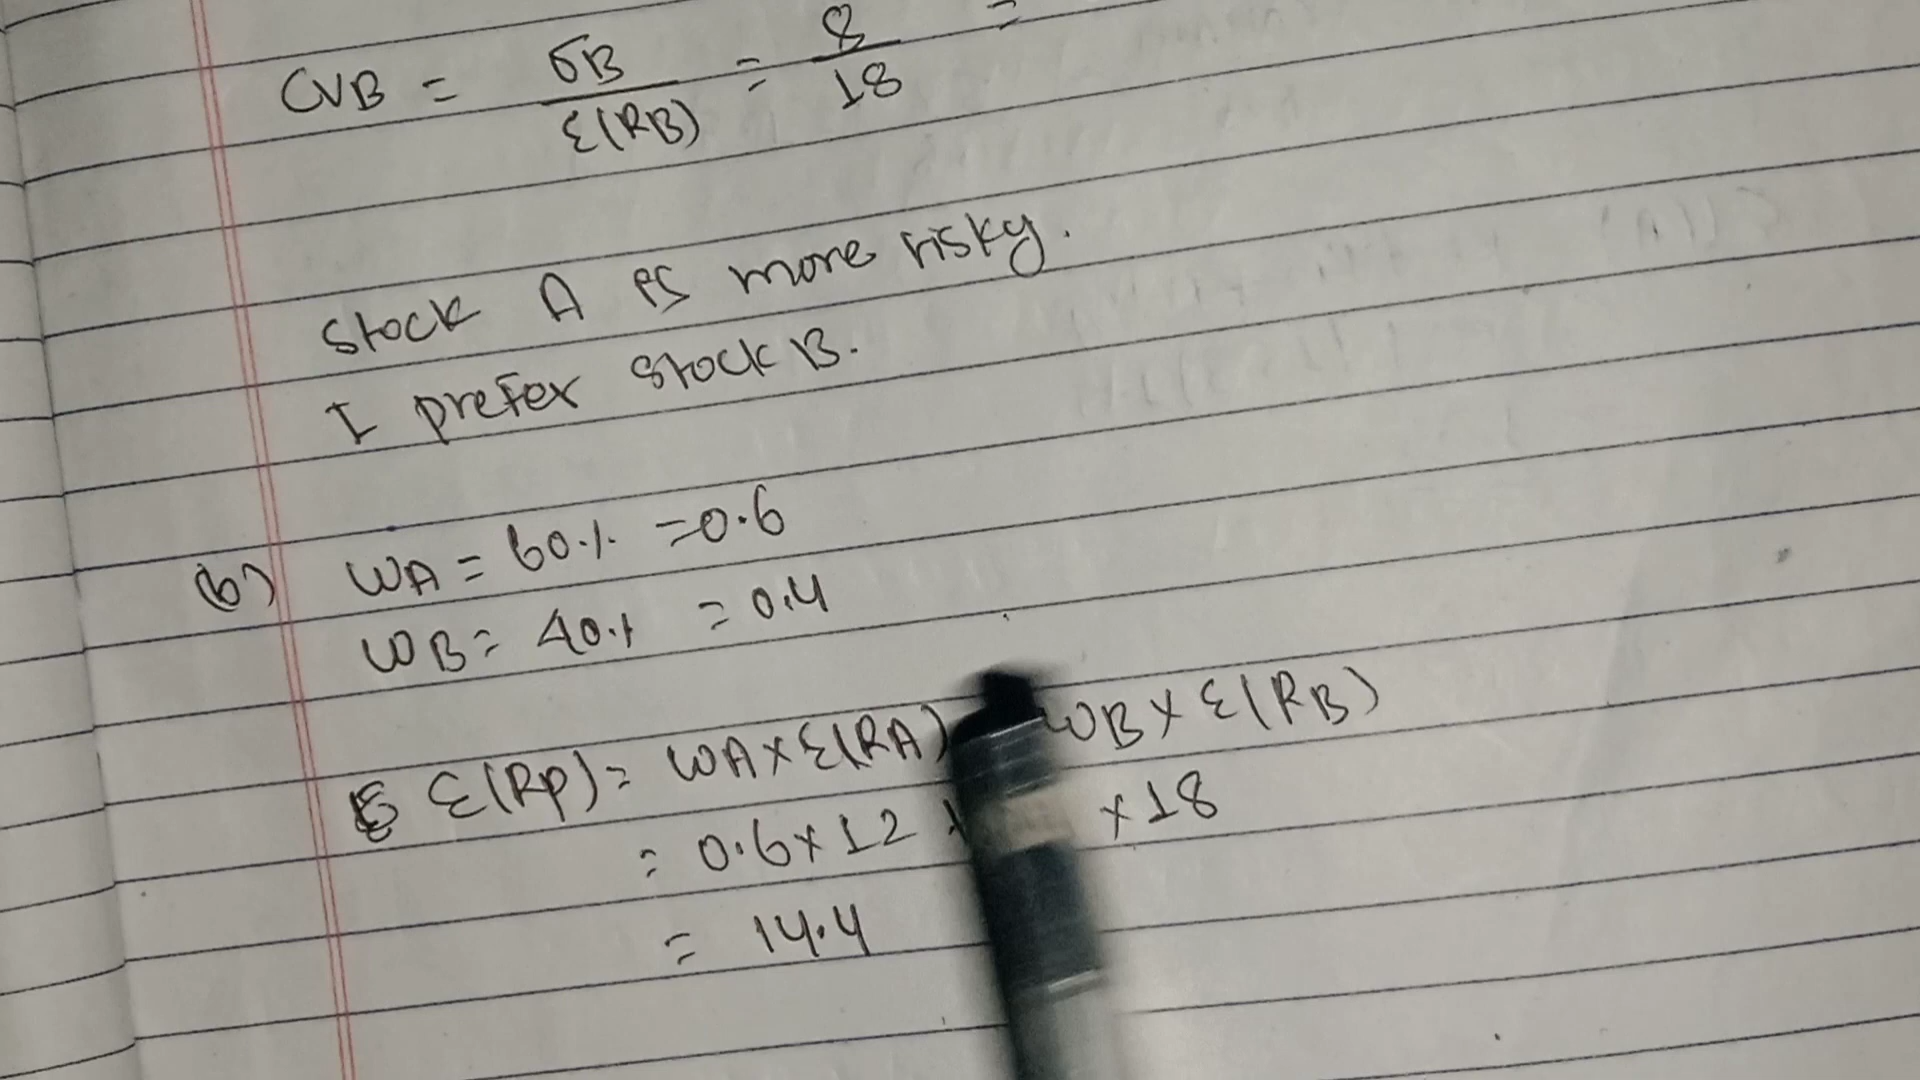 CVB = σB / Ɛ(RB) = 8 / 18 =
Stock A is more risky.
I prefer Stock B.
(b) WA = 60% = 0.6
WB = 40% = 0.4
Ɛ(Rp) = WA × Ɛ(RA) WB × Ɛ(RB)
= 0.6 × 12 × 18
= 14.4